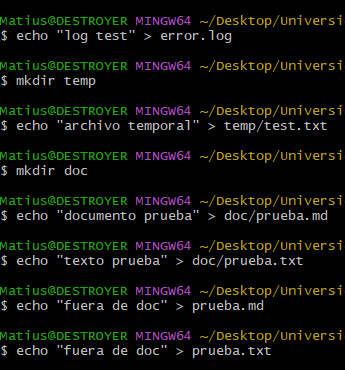 Matius@DESTROYER MINGW64 ~/Desktop/Universi
$ echo "log test" > error.log
Matius@DESTROYER MINGW64 ~/Desktop/Universi
$ mkdir temp
Matius@DESTROYER MINGW64 ~/Desktop/Universi
$ echo "archivo temporal" > temp/test.txt
Matius@DESTROYER MINGW64 ~/Desktop/Universi
$ mkdir doc
Matius@DESTROYER MINGW64 ~/Desktop/Universi
$ echo "documento prueba" > doc/prueba.md
Matius@DESTROYER MINGW64 ~/Desktop/Universi
$ echo "texto prueba" > doc/prueba.txt
Matius@DESTROYER MINGW64 ~/Desktop/Universi
$ echo "fuera de doc" > prueba.md
Matius@DESTROYER MINGW64 ~/Desktop/Universi
$ echo "fuera de doc" > prueba.txt